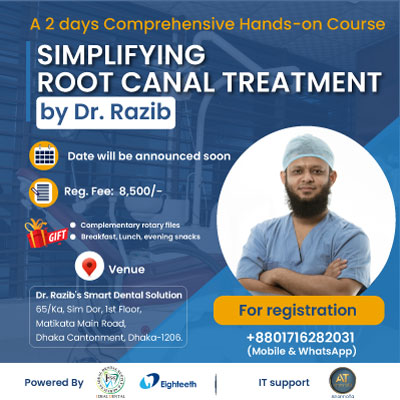 A 2 days Comprehensive Hands-on Course
SIMPLIFYING
ROOT CANAL TREATMENT
by Dr. Razib
Date will be announced soon
Reg. Fee: 8,500/-
GIFT
• Complementary rotary files
• Breakfast, Lunch, evening snacks
Venue
Dr. Razib's Smart Dental Solution
65/Ka, Sim Dor, 1st Floor,
Matikata Main Road,
Dhaka Cantonment, Dhaka-1206.
For registration
+8801716282031
(Mobile & WhatsApp)
Powered By
Eighteeth
IT support
AT